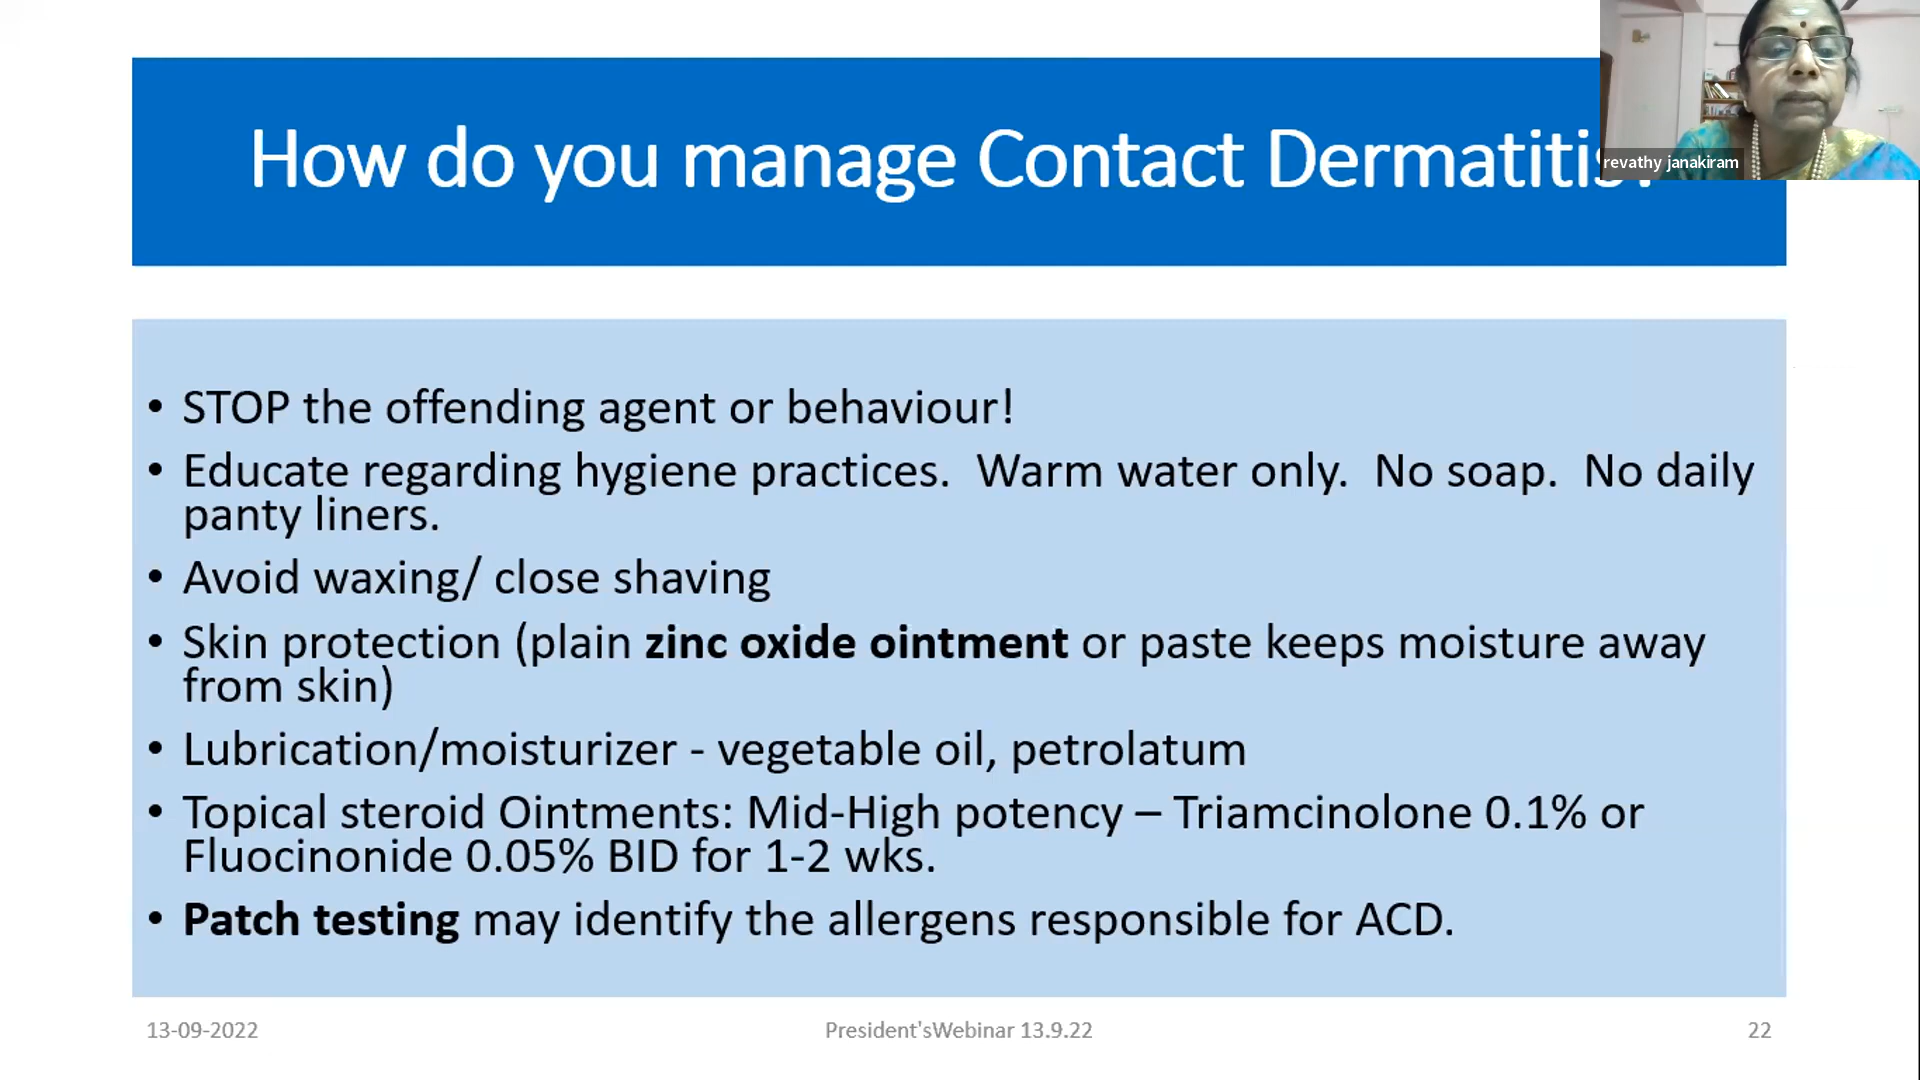 How do you manage Contact Dermatitis?
revathy janakiram
• STOP the offending agent or behaviour!
• Educate regarding hygiene practices.  Warm water only.  No soap.  No daily
panty liners.
• Avoid waxing/ close shaving
• Skin protection (plain zinc oxide ointment or paste keeps moisture away
from skin)
• Lubrication/moisturizer - vegetable oil, petrolatum
• Topical steroid Ointments: Mid-High potency – Triamcinolone 0.1% or
Fluocinonide 0.05% BID for 1-2 wks.
• Patch testing may identify the allergens responsible for ACD.
13-09-2022
President'sWebinar 13.9.22
22